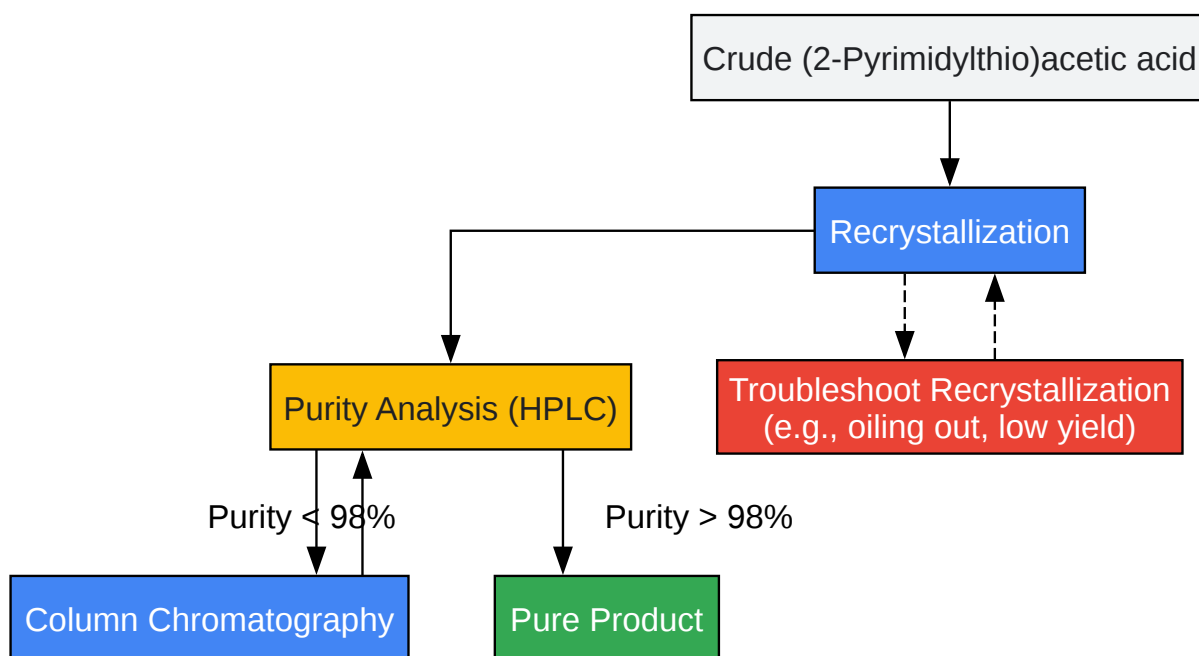 Crude (2-Pyrimidylthio)acetic acid
Recrystallization
Troubleshoot Recrystallization
(e.g., oiling out, low yield)
Purity Analysis (HPLC)
Purity < 98%
Purity > 98%
Column Chromatography
Pure Product